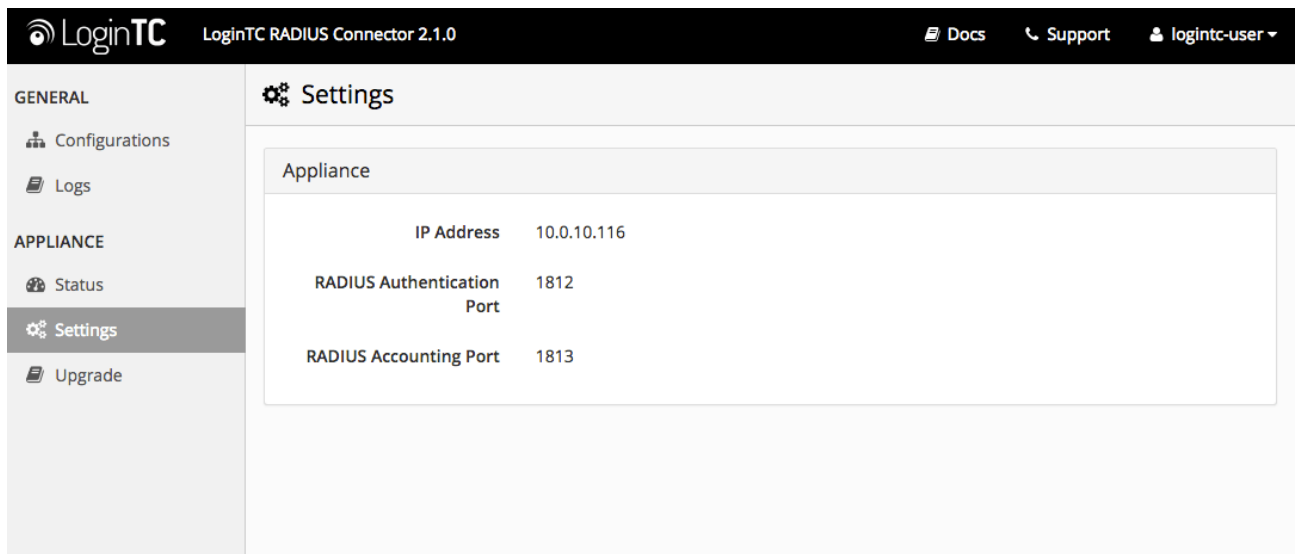 LoginTC LoginTC RADIUS Connector 2.1.0 Docs Support logintc-user
GENERAL
Configurations
Logs
APPLIANCE
Status
Settings
Upgrade
Settings
Appliance
IP Address 10.0.10.116
RADIUS Authentication 1812
Port
RADIUS Accounting Port 1813